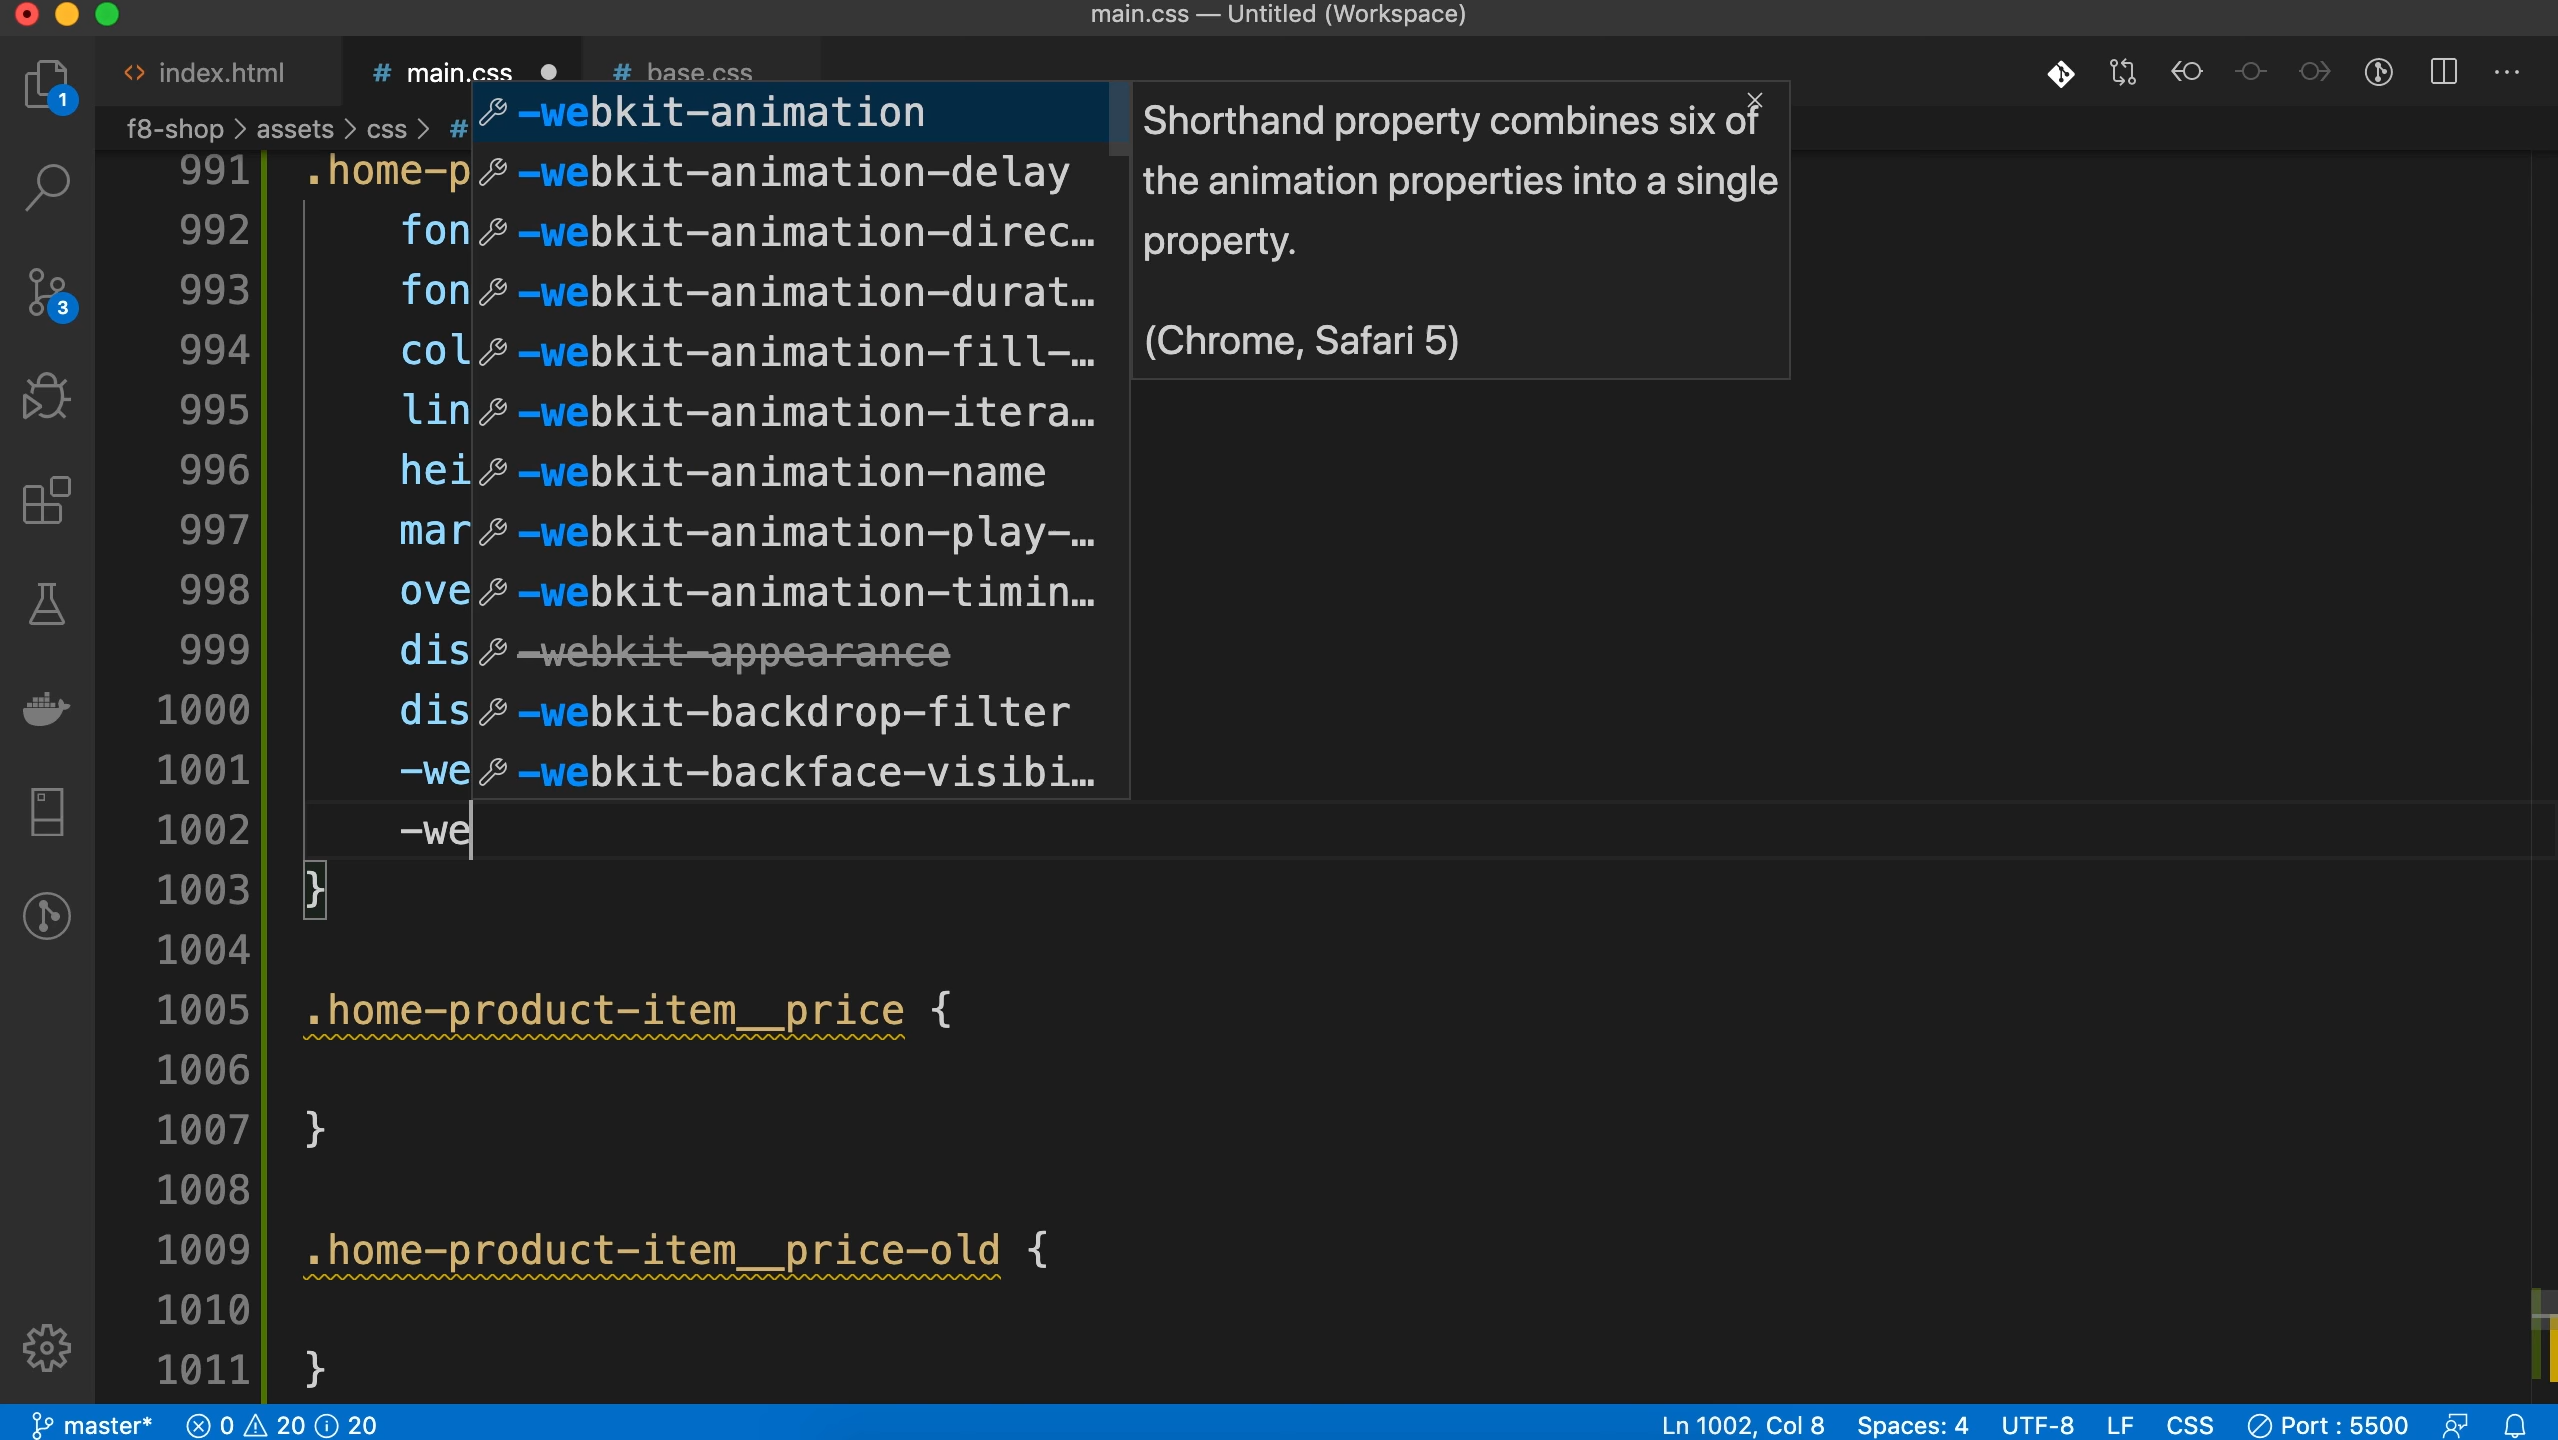 main.css — Untitled (Workspace)
index.html
# main.css
# base.css
f8-shop > assets > css > #
-webkit-animation
-webkit-animation-delay
-webkit-animation-direc…
-webkit-animation-durat…
-webkit-animation-fill-…
-webkit-animation-itera…
-webkit-animation-name
-webkit-animation-play-…
-webkit-animation-timin…
-webkit-appearance
-webkit-backdrop-filter
-webkit-backface-visibi…
Shorthand property combines six of
the animation properties into a single
property.
(Chrome, Safari 5)
1
3
991 .home-p
992 fon
993 fon
994 col
995 lin
996 hei
997 mar
998 ove
999 dis
1000 dis
1001 -we
1002 -we
1003 }
1004
1005 .home-product-item__price {
1006
1007 }
1008
1009 .home-product-item__price-old {
1010
1011 }
master* 0 20 20 Ln 1002, Col 8 Spaces: 4 UTF-8 LF CSS Port : 5500